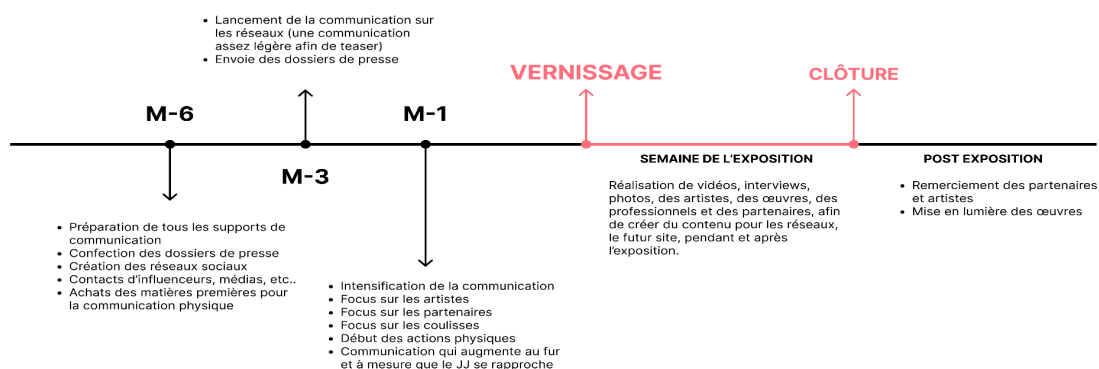 • Lancement de la communication sur
les réseaux (une communication
assez légère afin de teaser)
• Envoie des dossiers de presse
VERNISSAGE
CLÔTURE
M-6
M-1
M-3
SEMAINE DE L'EXPOSITION
POST EXPOSITION
Réalisation de vidéos, interviews,
photos, des artistes, des œuvres, des
professionnels et des partenaires, afin
de créer du contenu pour les réseaux,
le futur site, pendant et après
l'exposition.
• Remerciement des partenaires
et artistes
• Mise en lumière des œuvres
• Préparation de tous les supports de
communication
• Confection des dossiers de presse
• Création des réseaux sociaux
• Contacts d'influenceurs, médias, etc..
• Achats des matières premières pour
la communication physique
• Intensification de la communication
• Focus sur les artistes
• Focus sur les partenaires
• Focus sur les coulisses
• Début des actions physiques
• Communication qui augmente au fur
et à mesure que le JJ se rapproche